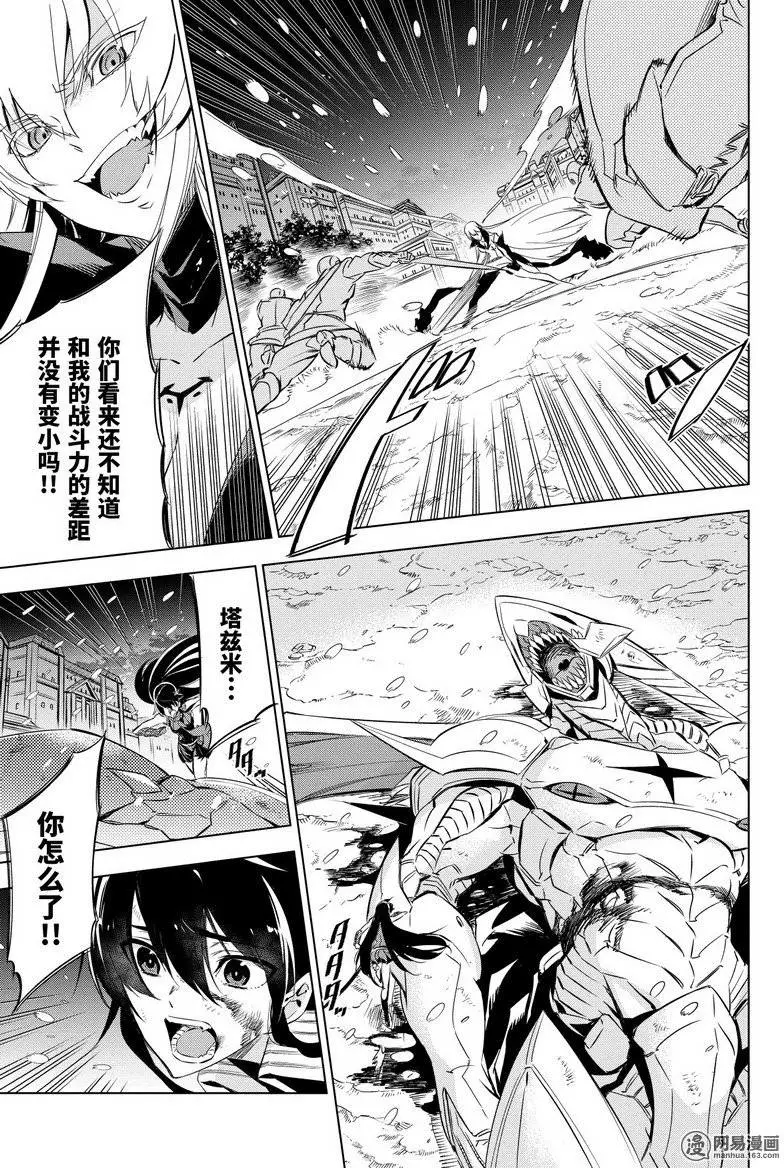 你们看来还不知道
和我的战斗力的差距
并没有变小吗!!
塔兹米…
你怎么了!!
网易漫画
manhua.163.com